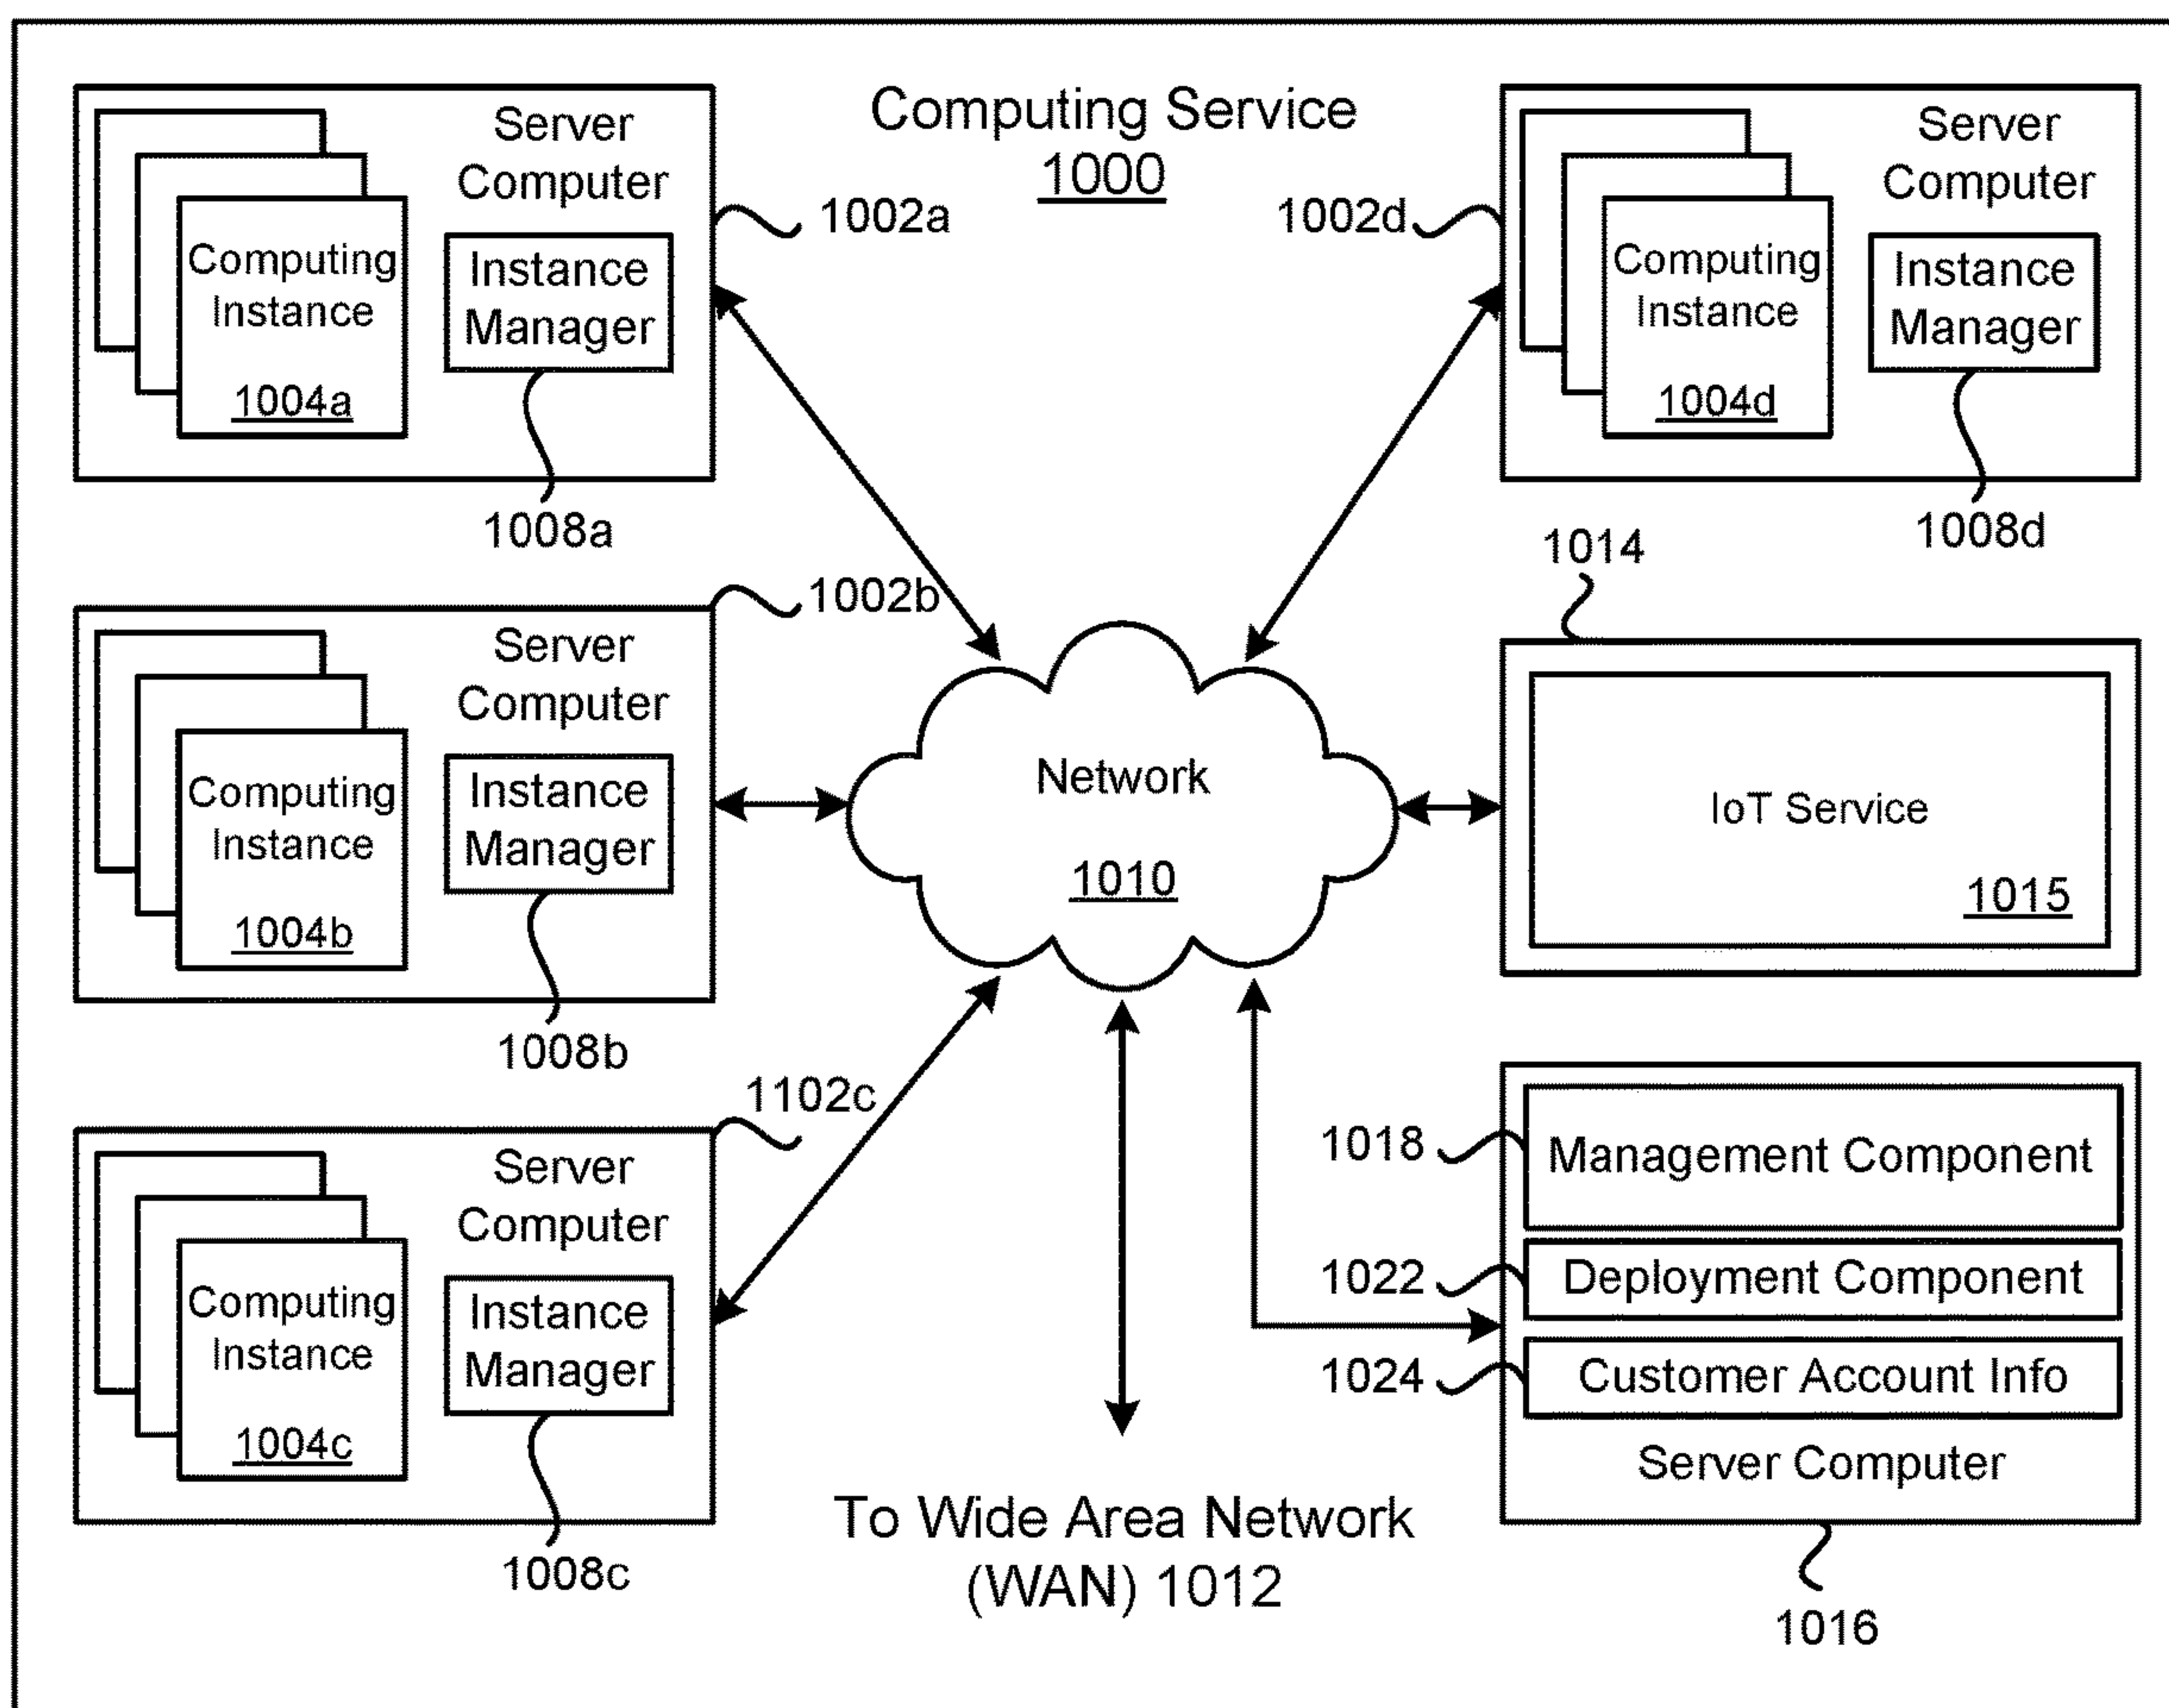 Computing Service
1000
Server
Computer
1002a
Computing
Instance
1004a
Instance
Manager
1008a
Server
Computer
1002d
Computing
Instance
1004d
Instance
Manager
1008d
Server
Computer
1002b
Computing
Instance
1004b
Instance
Manager
1008b
Network
1010
1014
IoT Service
1015
Server
Computer
1102c
Computing
Instance
1004c
Instance
Manager
1008c
To Wide Area Network
(WAN) 1012
1018
Management Component
1022
Deployment Component
1024
Customer Account Info
Server Computer
1016